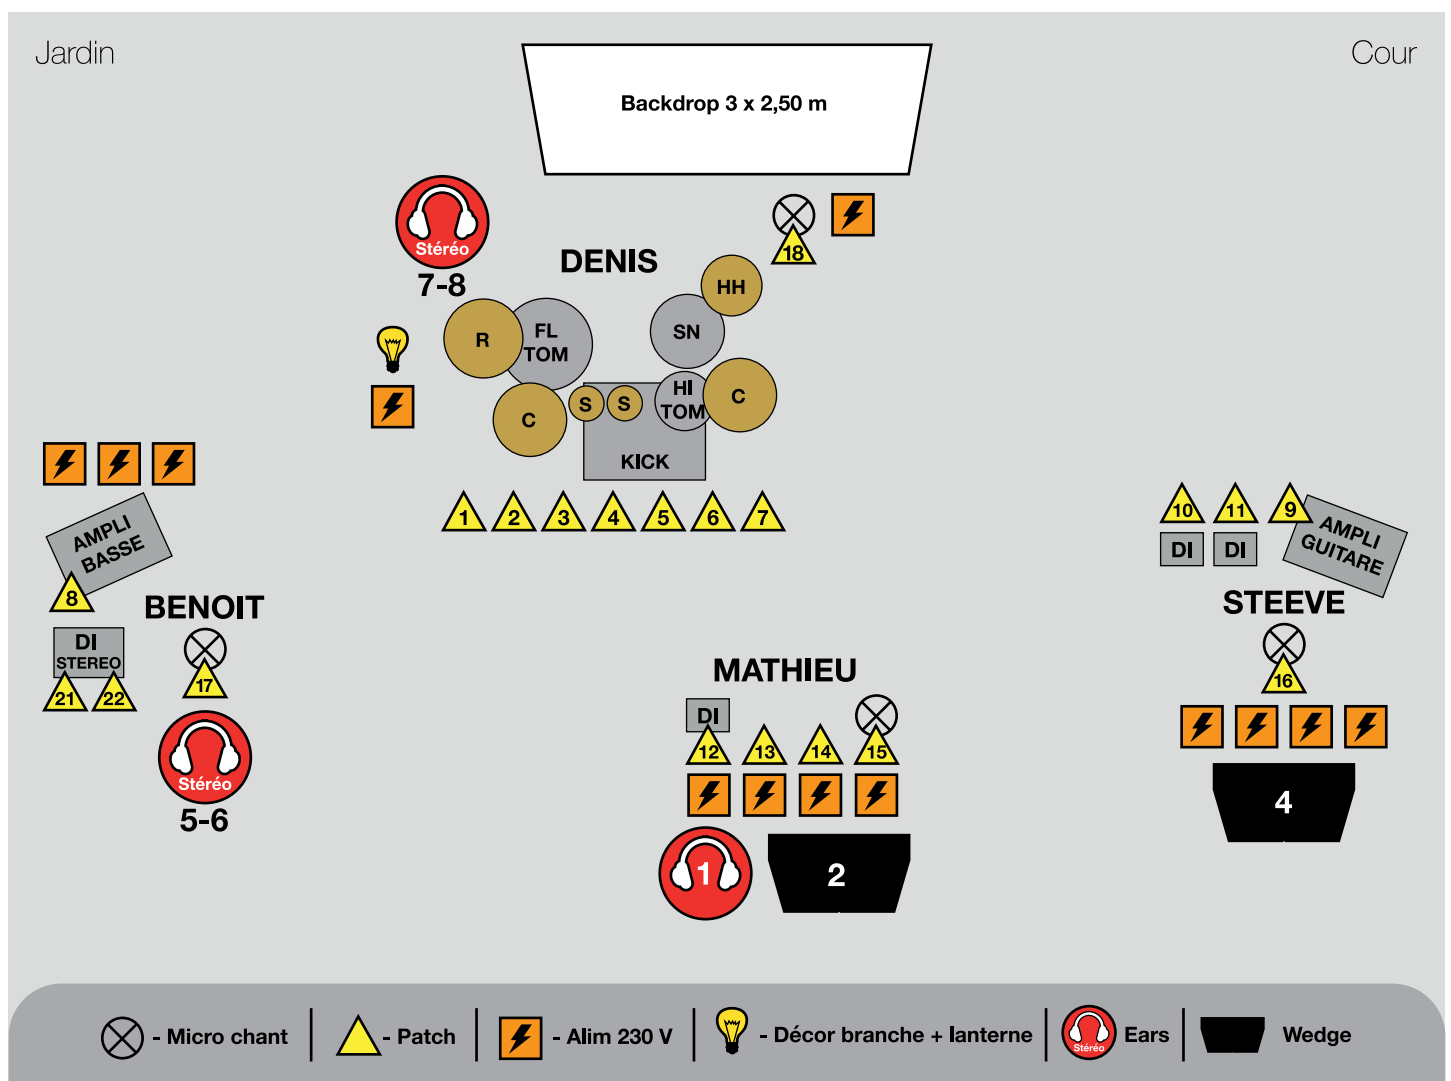 Jardin
Cour
Backdrop 3 x 2,50 m
Stéréo
7-8
DENIS
18
HH
R
FL
TOM
SN
C
S
S
HI
TOM
C
KICK
1 2 3 4 5 6 7
AMPLI
BASSE
8
BENOIT
DI
STEREO
21 22
17
Stéréo
5-6
10 11 9
DI DI
AMPLI
GUITARE
STEEVE
16
4
MATHIEU
DI
12 13 14 15
1
2
- Micro chant
- Patch
- Alim 230 V
- Décor branche + lanterne
Stéréo
Ears
Wedge